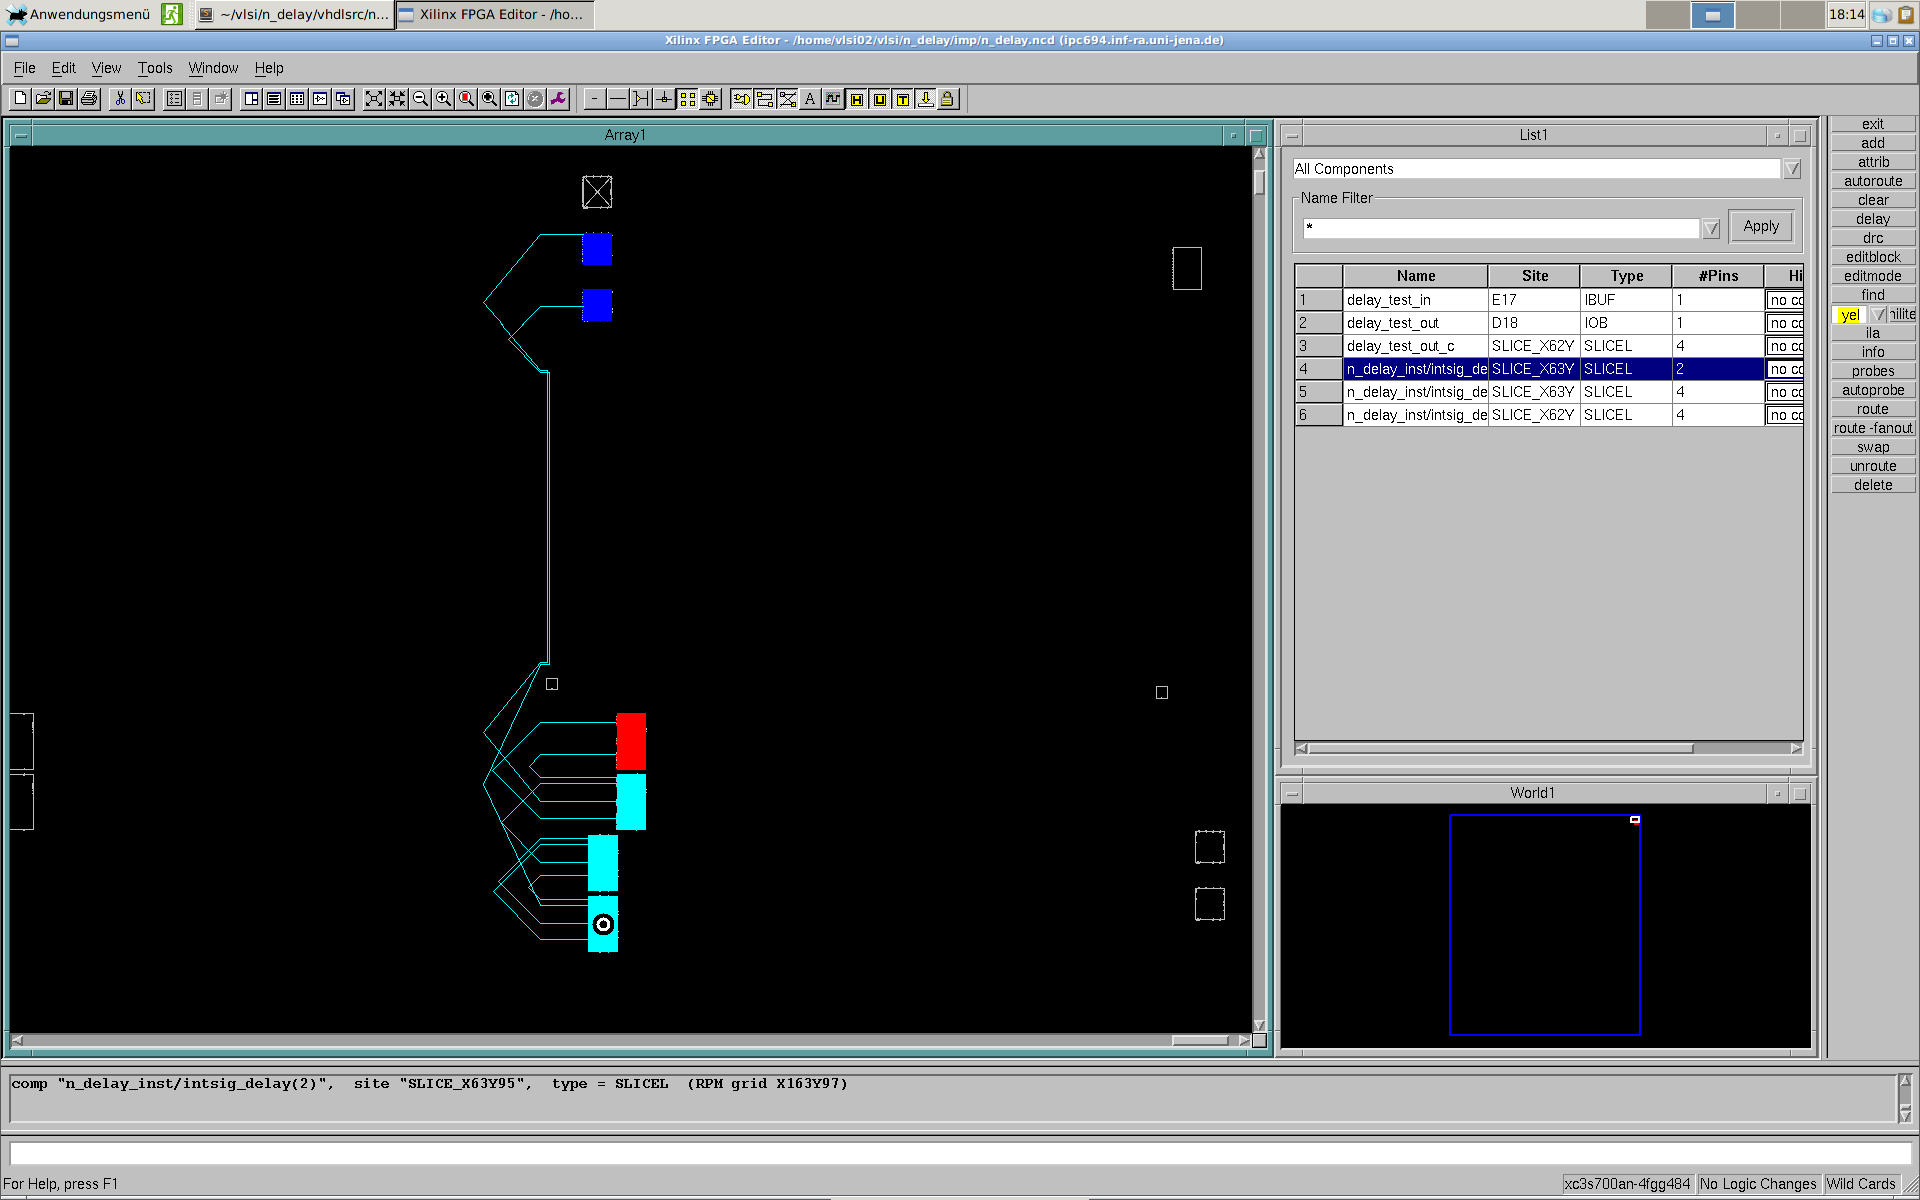 Anwendungsmenü ~/vlsi/n_delay/vhdlsrc/n... Xilinx FPGA Editor - /ho... 18:14
Xilinx FPGA Editor - /home/vlsi02/vlsi/n_delay/imp/n_delay.ncd (ipc694.inf-ra.uni-jena.de)
File Edit View Tools Window Help
A H U T
Array1
List1
All Components
Name Filter
* Apply
Name Site Type #Pins Hi
1 delay_test_in E17 IBUF 1 no co
2 delay_test_out D18 IOB 1 no co
3 delay_test_out_c SLICE_X62Y SLICEL 4 no co
4 n_delay_inst/intsig_de SLICE_X63Y SLICEL 2 no co
5 n_delay_inst/intsig_de SLICE_X63Y SLICEL 4 no co
6 n_delay_inst/intsig_de SLICE_X62Y SLICEL 4 no co
World1
exit
add
attrib
autoroute
clear
delay
drc
editblock
editmode
find
yel hilite
ila
info
probes
autoprobe
route
route -fanout
swap
unroute
delete
comp "n_delay_inst/intsig_delay(2)", site "SLICE_X63Y95", type = SLICEL (RPM grid X163Y97)
For Help, press F1
xc3s700an-4fgg484 No Logic Changes Wild Cards